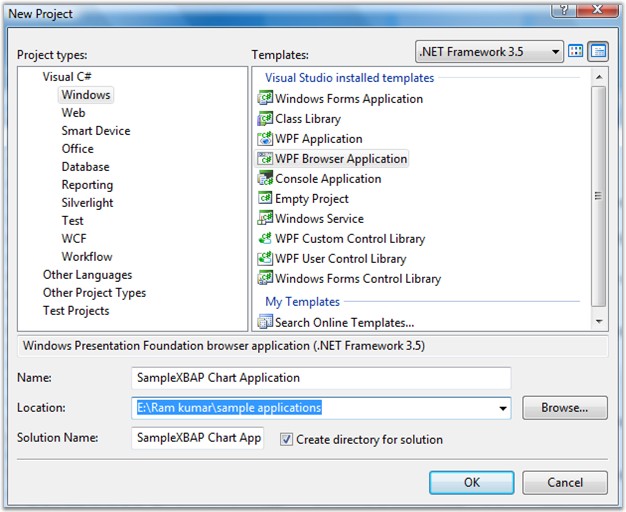 New Project
Project types:
Templates:
.NET Framework 3.5
Visual C#
Windows
Web
Smart Device
Office
Database
Reporting
Silverlight
Test
WCF
Workflow
Other Languages
Other Project Types
Test Projects
Visual Studio installed templates
Windows Forms Application
Class Library
WPF Application
WPF Browser Application
Console Application
Empty Project
Windows Service
WPF Custom Control Library
WPF User Control Library
Windows Forms Control Library
My Templates
Search Online Templates...
Windows Presentation Foundation browser application (.NET Framework 3.5)
Name:
SampleXBAP Chart Application
Location:
E:\Ram kumar\sample applications
Browse...
Solution Name:
SampleXBAP Chart App
Create directory for solution
OK
Cancel